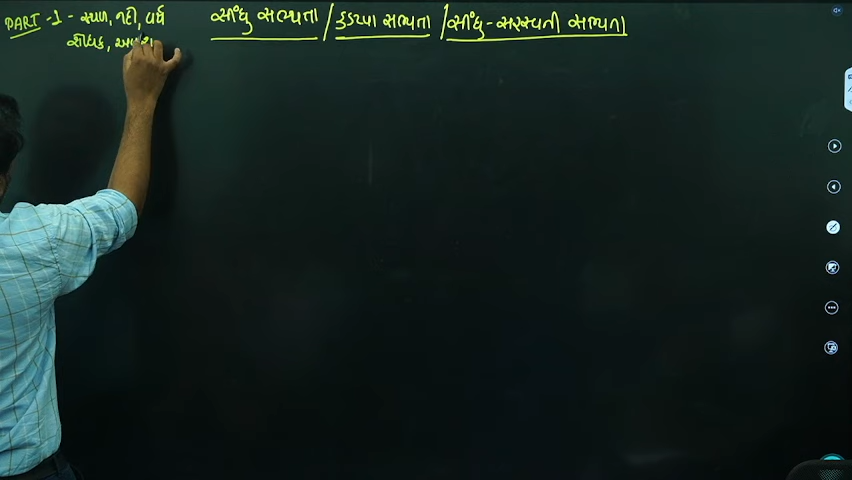 PART -1 - સ્થળ, નદી, વર્ષ
શોધક,
સીંધુ સભ્યતા / હડપ્પા સભ્યતા / સીંધુ-સરસ્વતી સભ્યતા